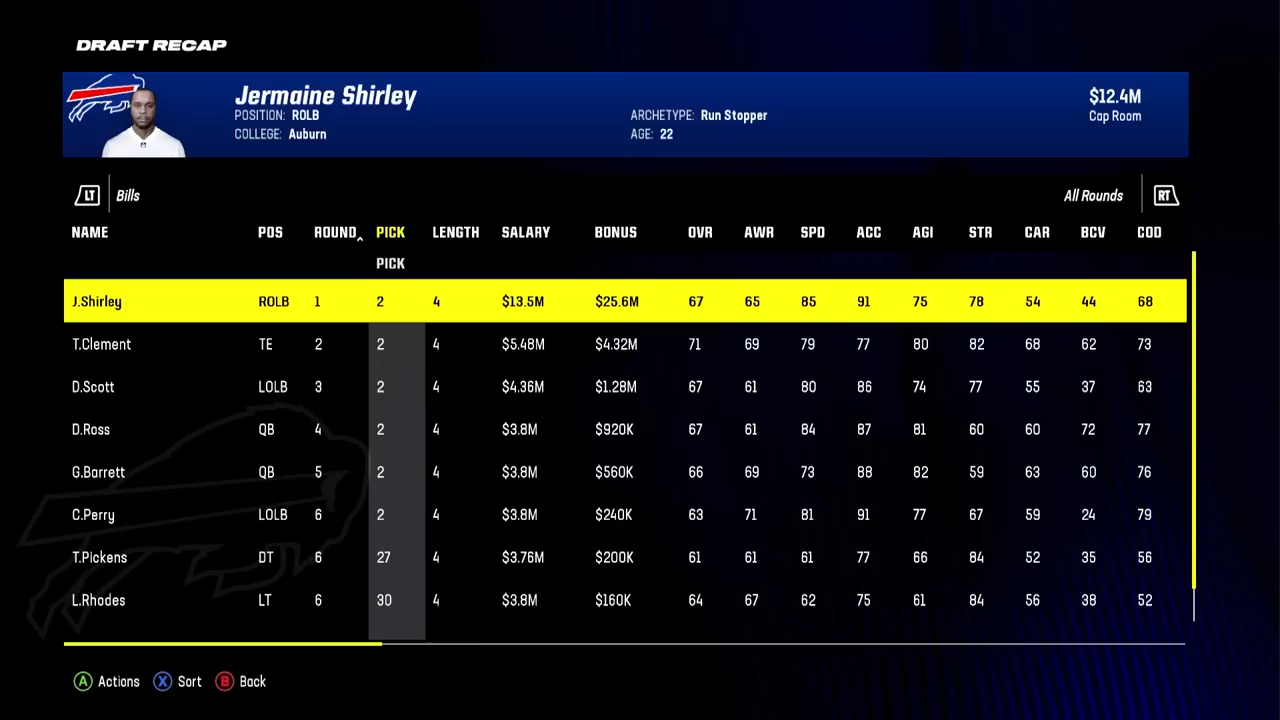 DRAFT RECAP
Jermaine Shirley
POSITION: ROLB
COLLEGE: Auburn
ARCHETYPE: Run Stopper
AGE: 22
$12.4M
Cap Room
LT Bills
All Rounds RT
NAME POS ROUND PICK LENGTH SALARY BONUS OVR AWR SPD ACC AGI STR CAR BCV COD
PICK
J.Shirley ROLB 1 2 4 $13.5M $25.6M 67 65 85 91 75 78 54 44 68
T.Clement TE 2 2 4 $5.48M $4.32M 71 69 79 77 80 82 68 62 73
D.Scott LOLB 3 2 4 $4.36M $1.28M 67 61 80 86 74 77 55 37 63
D.Ross QB 4 2 4 $3.8M $920K 67 61 84 87 81 60 60 72 77
G.Barrett QB 5 2 4 $3.8M $560K 66 69 73 88 82 59 63 60 76
C.Perry LOLB 6 2 4 $3.8M $240K 63 71 81 91 77 67 59 24 79
T.Pickens DT 6 27 4 $3.76M $200K 61 61 61 77 66 84 52 35 56
L.Rhodes LT 6 30 4 $3.8M $160K 64 67 62 75 61 84 56 38 52
A Actions X Sort B Back